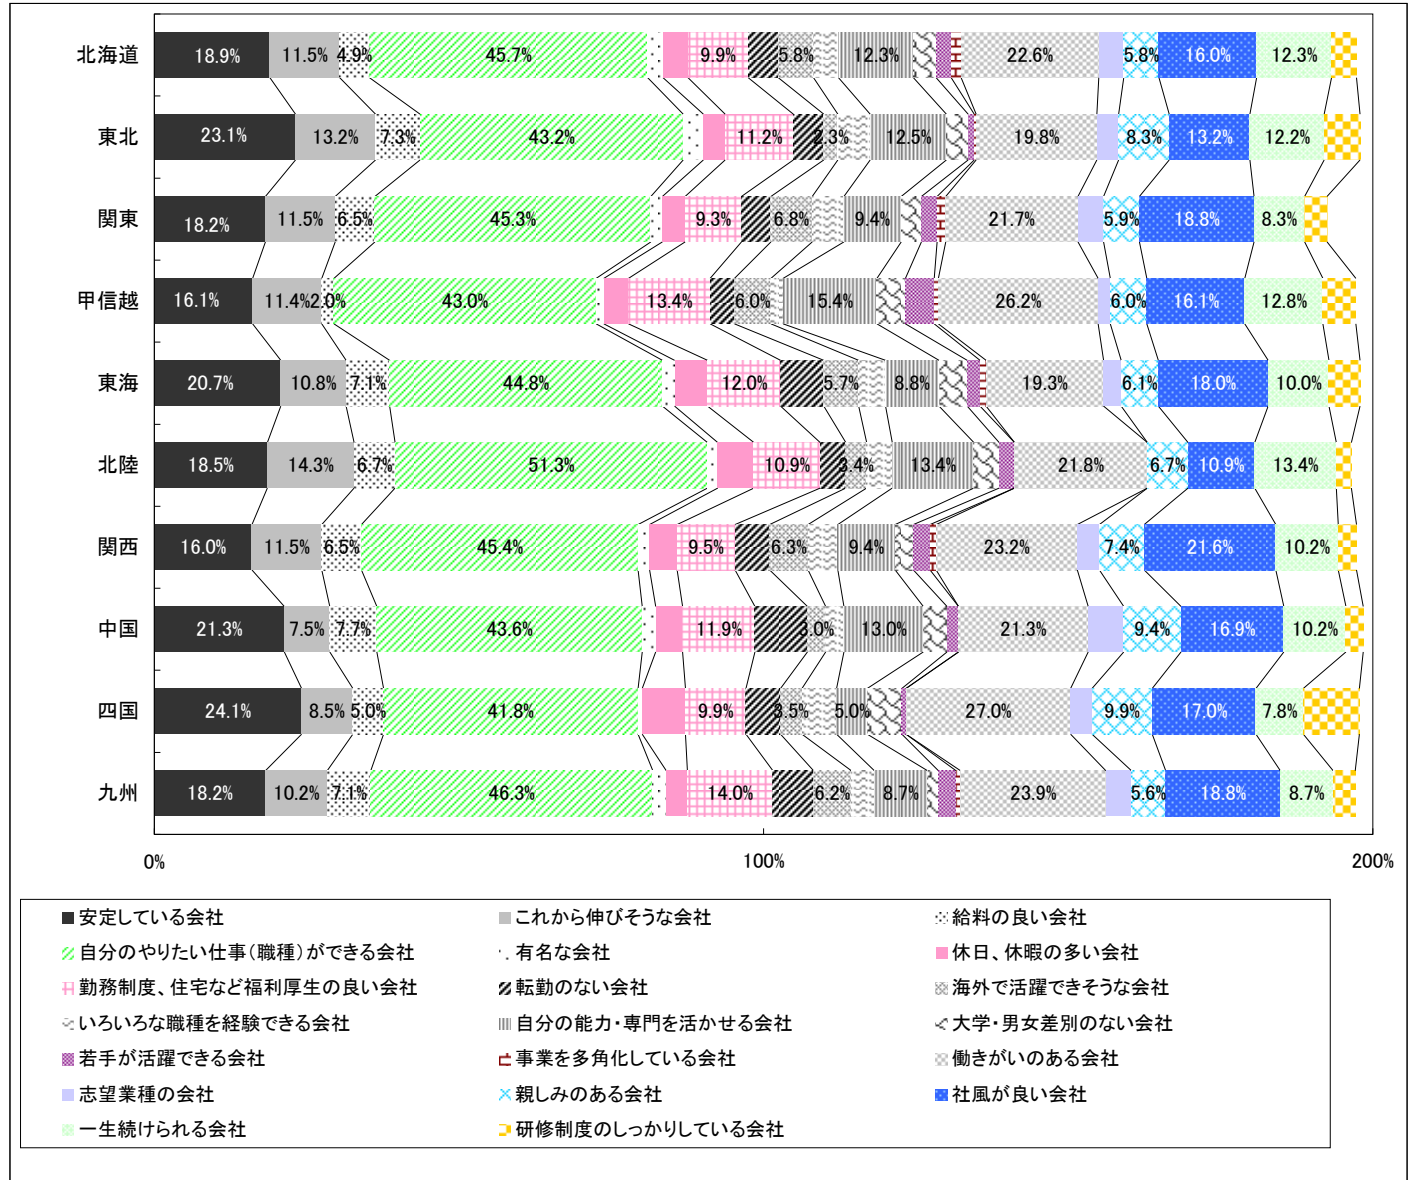 北海道 18.9% 11.5% 4.9% 45.7% 9.9% 5.8% 12.3% 22.6% 5.8% 16.0% 12.3%
東北 23.1% 13.2% 7.3% 43.2% 11.2% 2.3% 12.5% 19.8% 8.3% 13.2% 12.2%
関東 18.2% 11.5% 6.5% 45.3% 9.3% 6.8% 9.4% 21.7% 5.9% 18.8% 8.3%
甲信越 16.1% 11.4% 2.0% 43.0% 13.4% 6.0% 15.4% 26.2% 6.0% 16.1% 12.8%
東海 20.7% 10.8% 7.1% 44.8% 12.0% 5.7% 8.8% 19.3% 6.1% 18.0% 10.0%
北陸 18.5% 14.3% 6.7% 51.3% 10.9% 3.4% 13.4% 21.8% 6.7% 10.9% 13.4%
関西 16.0% 11.5% 6.5% 45.4% 9.5% 6.3% 9.4% 23.2% 7.4% 21.6% 10.2%
中国 21.3% 7.5% 7.7% 43.6% 11.9% 3.0% 13.0% 21.3% 9.4% 16.9% 10.2%
四国 24.1% 8.5% 5.0% 41.8% 9.9% 3.5% 5.0% 27.0% 9.9% 17.0% 7.8%
九州 18.2% 10.2% 7.1% 46.3% 14.0% 6.2% 8.7% 23.9% 5.6% 18.8% 8.7%
0% 100% 200%
安定している会社 これから伸びそうな会社 給料の良い会社
自分のやりたい仕事(職種)ができる会社 有名な会社 休日、休暇の多い会社
勤務制度、住宅など福利厚生の良い会社 転勤のない会社 海外で活躍できそうな会社
いろいろな職種を経験できる会社 自分の能力・専門を活かせる会社 大学・男女差別のない会社
若手が活躍できる会社 事業を多角化している会社 働きがいのある会社
志望業種の会社 親しみのある会社 社風が良い会社
一生続けられる会社 研修制度のしっかりしている会社